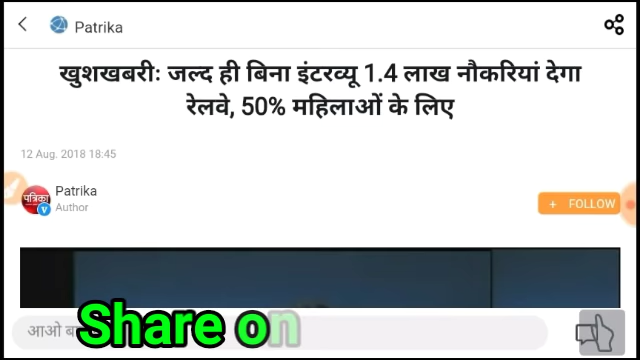 Patrika
खुशखबरीः जल्द ही बिना इंटरव्यू 1.4 लाख नौकरियां देगा
रेलवे, 50% महिलाओं के लिए
12 Aug. 2018 18:45
पत्रिका
Patrika
Author
+ FOLLOW
आओ
Share on